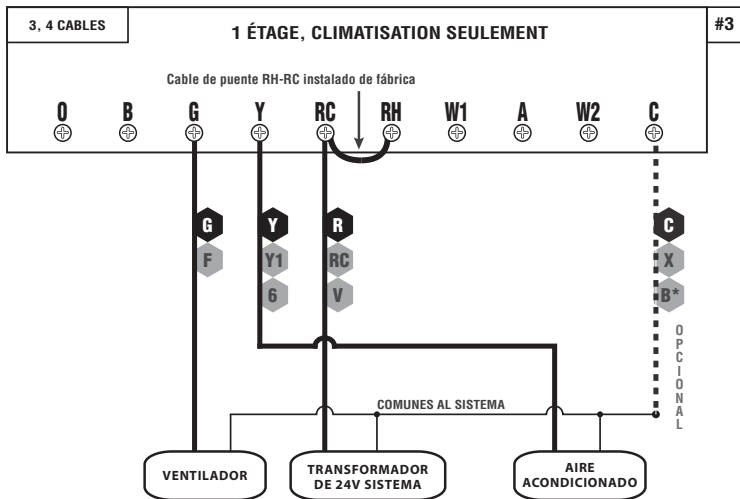 3, 4 CABLES
1 ÉTAGE, CLIMATISATION SEULEMENT
#3
Cable de puente RH-RC instalado de fábrica
O B G Y RC RH W1 A W2 C
G Y R C
F Y1 RC X
6 V B*
OPCIONAL
COMUNES AL SISTEMA
VENTILADOR
TRANSFORMADOR
DE 24V SISTEMA
AIRE
ACONDICIONADO